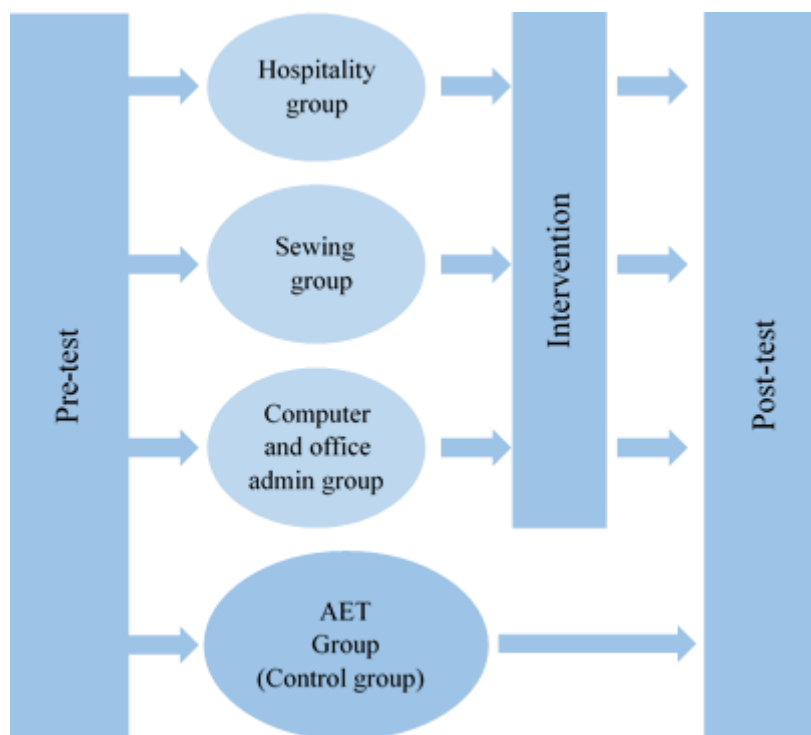 Pre-test
Hospitality
group
Sewing
group
Computer
and office
admin group
AET
Group
(Control group)
Intervention
Post-test